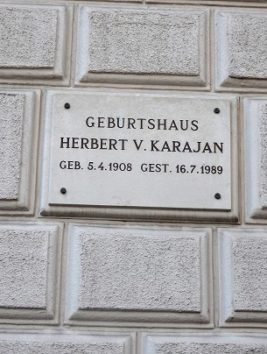 GEBURTSHAUS
HERBERT V. KARAJAN
GEB. 5.4.1908 GEST. 16.7.1989